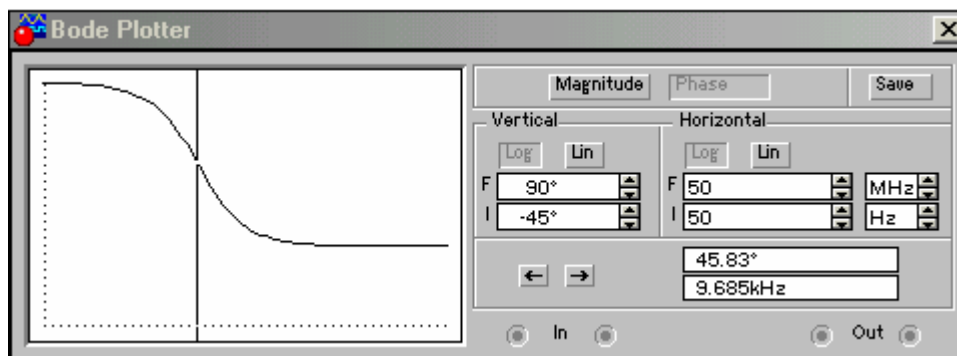 Bode Plotter
Magnitude Phase Save
Vertical Horizontal
Log Lin Log Lin
F 90° F 50 MHz
I -45° I 50 Hz
45.83°
9.685kHz
In Out